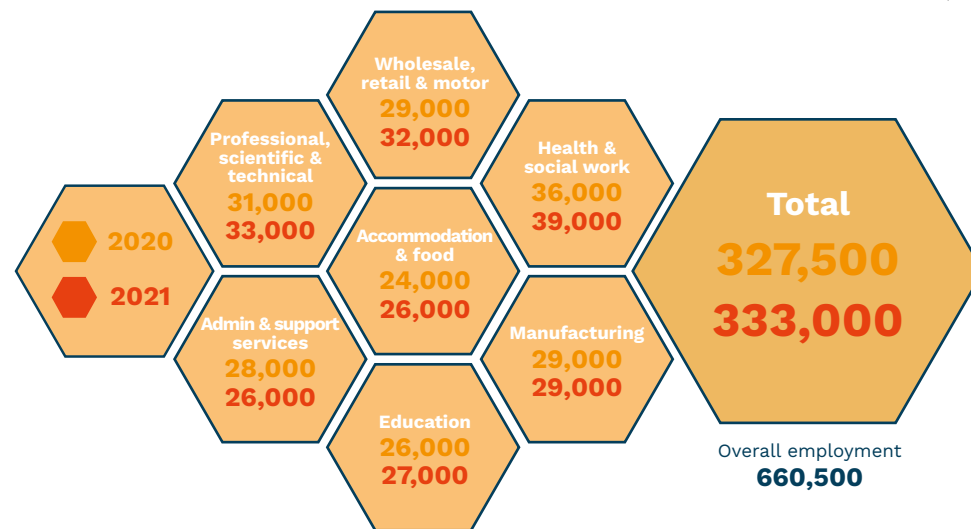 2020
2021
Professional,
scientific &
technical
31,000
33,000
Admin & support
services
28,000
26,000
Wholesale,
retail & motor
29,000
32,000
Accommodation
& food
24,000
26,000
Education
26,000
27,000
Health &
social work
36,000
39,000
Manufacturing
29,000
29,000
Total
327,500
333,000
Overall employment
660,500